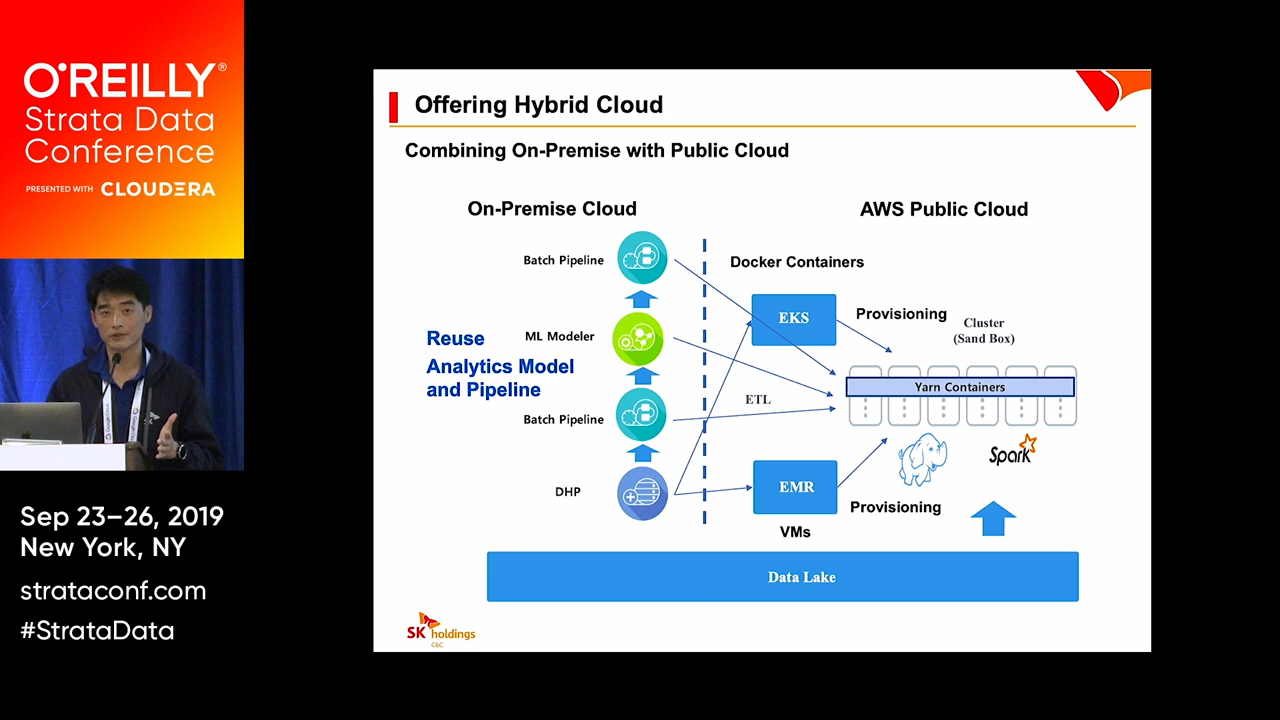 O'REILLY®
Strata Data
Conference
PRESENTED WITH CLOUDERA
Sep 23–26, 2019
New York, NY
strataconf.com
#StrataData
Offering Hybrid Cloud
Combining On-Premise with Public Cloud
On-Premise Cloud
AWS Public Cloud
Batch Pipeline
Docker Containers
EKS
Provisioning
Cluster
(Sand Box)
Reuse
Analytics Model
and Pipeline
ML Modeler
Yarn Containers
ETL
Batch Pipeline
Spark
DHP
EMR
Provisioning
VMs
Data Lake
SK holdings
C&C